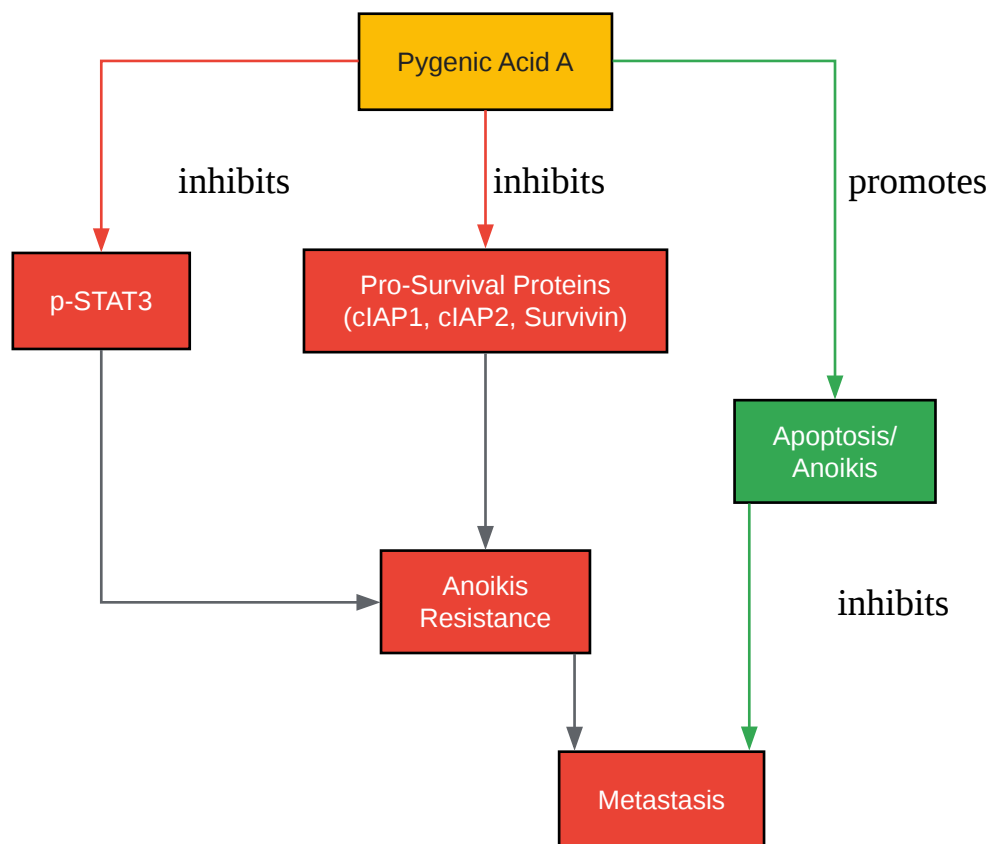 Pygenic Acid A
inhibits
inhibits
promotes
p-STAT3
Pro-Survival Proteins
(cIAP1, cIAP2, Survivin)
Apoptosis/
Anoikis
Anoikis
Resistance
inhibits
Metastasis